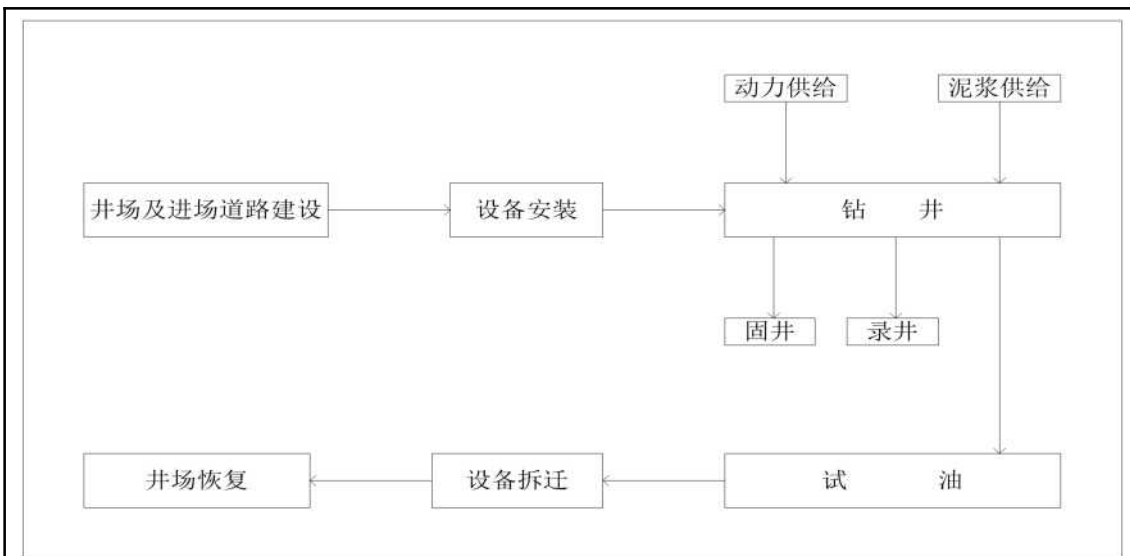 动力供给
泥浆供给
井场及进场道路建设
设备安装
钻 井
固井
录井
井场恢复
设备拆迁
试 油